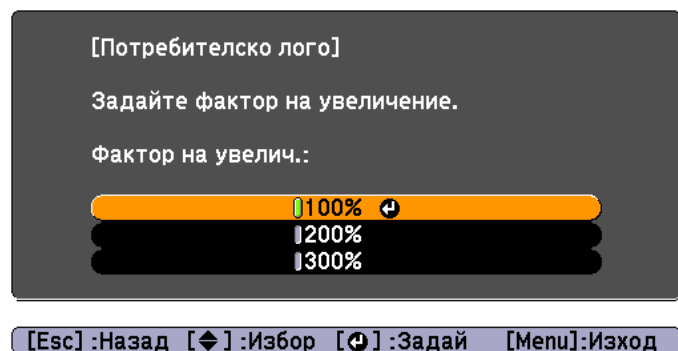 [Потребителско лого]
Задайте фактор на увеличение.
Фактор на увелич.:
100%
200%
300%
[Esc] :Назад [◆] :Избор [↵] :Задай [Menu]:Изход